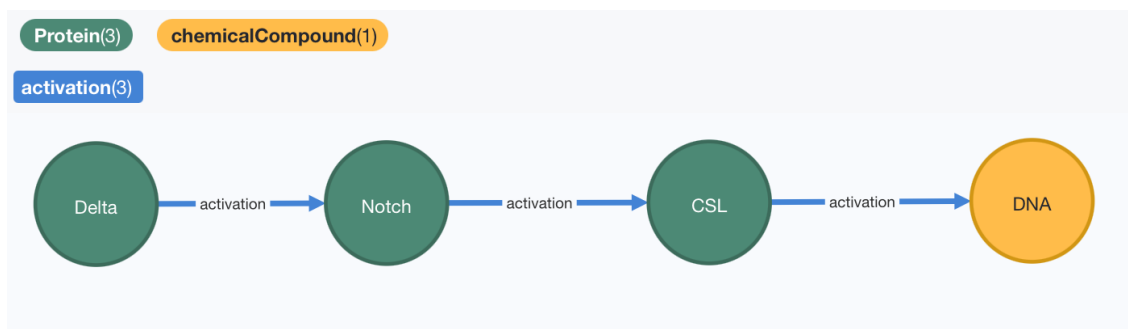 Protein(3) chemicalCompound(1)
activation(3)
Delta activation Notch activation CSL activation DNA